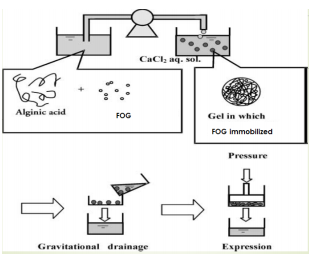 CaCl₂ aq. sol.
+
Alginic acid
FOG
Gel in which
FOG immobilized
Pressure
Gravitational drainage
Expression